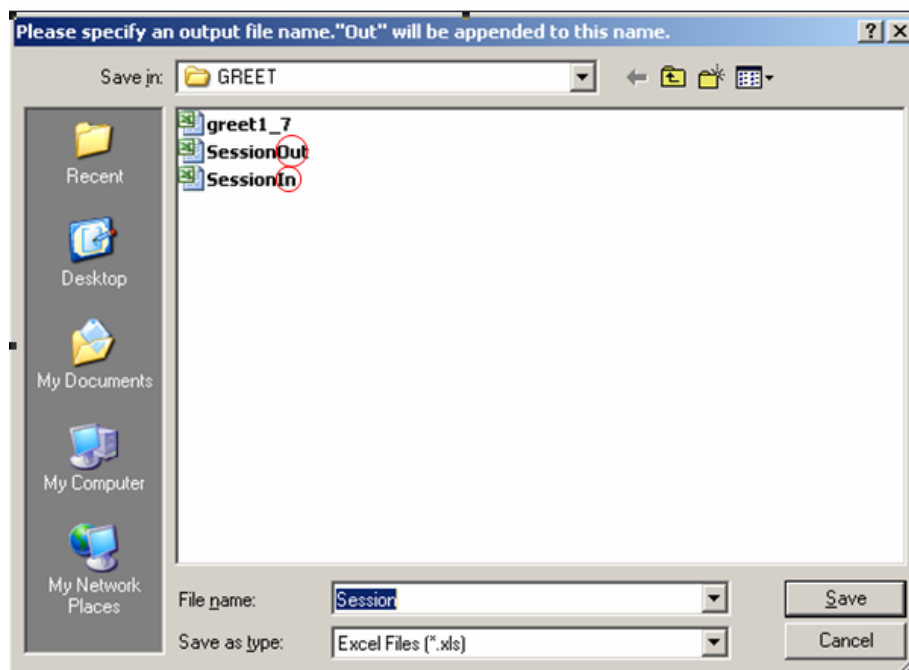 Please specify an output file name."Out" will be appended to this name.
Save in: GREET
greet1_7
SessionOut
SessionIn
Recent
Desktop
My Documents
My Computer
My Network
Places
File name: Session
Save
Save as type: Excel Files (*.xls)
Cancel